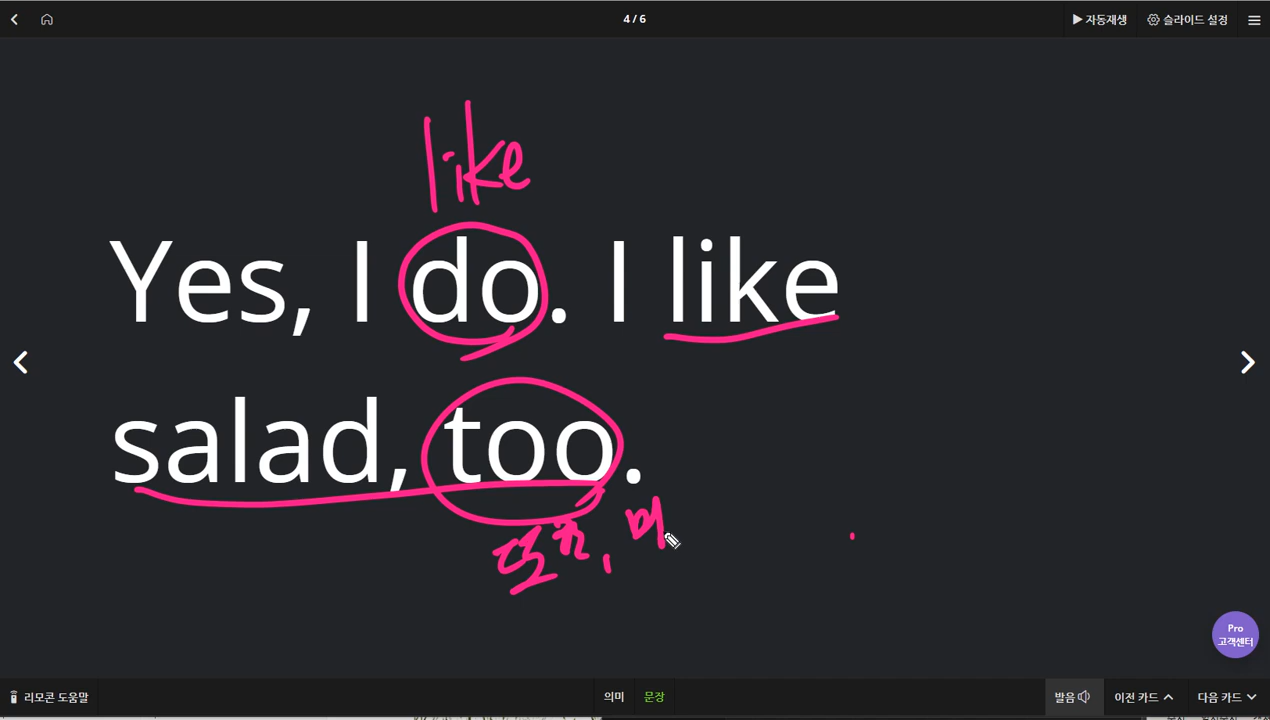 4 / 6
자동재생
슬라이드 설정
like
Yes, I do. I like
salad, too.
또한,
Pro
고객센터
리모콘 도움말
의미
문장
발음
이전 카드
다음 카드